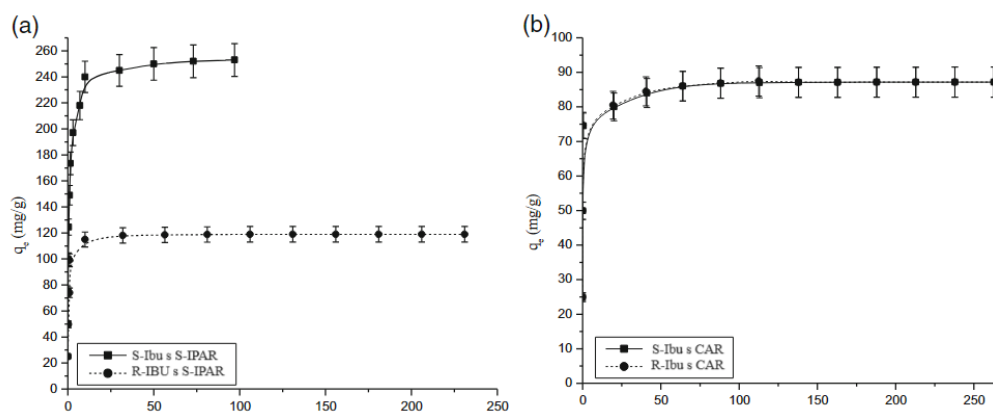 (a)
260
240
220
200
180
160
140
120
100
80
60
40
20
0
qe (mg/g)
S-Ibu s S-IPAR
R-IBU s S-IPAR
0 50 100 150 200 250
(b)
100
90
80
70
60
50
40
30
20
10
0
qe (mg/g)
S-Ibu s CAR
R-Ibu s CAR
0 50 100 150 200 250